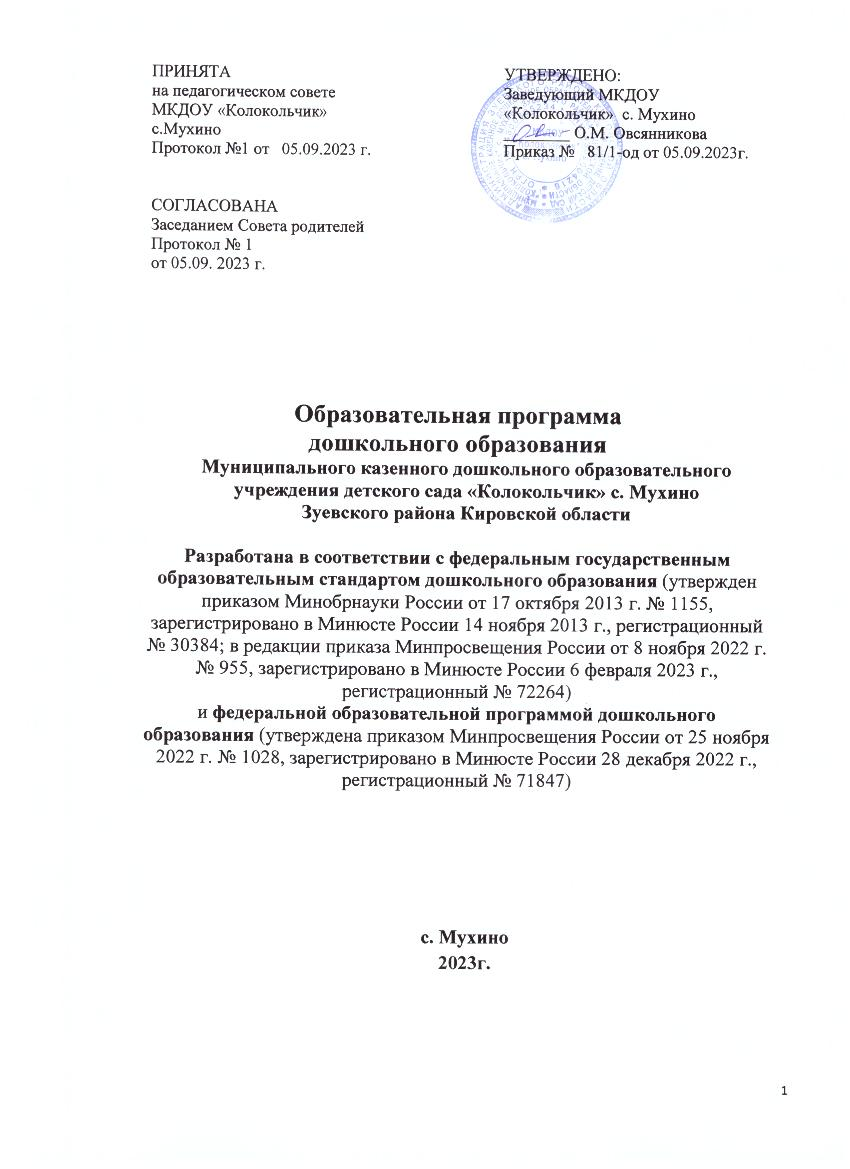 ПРИНЯТА
на педагогическом совете
МКДОУ «Колокольчик»
с.Мухино
Протокол №1 от 05.09.2023 г.
УТВЕРЖДЕНО:
Заведующий МКДОУ
«Колокольчик» с. Мухино
О.М. Овсянникова
Приказ № 81/1-од от 05.09.2023г.
СОГЛАСОВАНА
Заседанием Совета родителей
Протокол № 1
от 05.09. 2023 г.
Образовательная программа
дошкольного образования
Муниципального казенного дошкольного образовательного
учреждения детского сада «Колокольчик» с. Мухино
Зуевского района Кировской области
Разработана в соответствии с федеральным государственным
образовательным стандартом дошкольного образования (утвержден
приказом Минобрнауки России от 17 октября 2013 г. № 1155,
зарегистрировано в Минюсте России 14 ноября 2013 г., регистрационный
№ 30384; в редакции приказа Минпросвещения России от 8 ноября 2022 г.
№ 955, зарегистрировано в Минюсте России 6 февраля 2023 г.,
регистрационный № 72264)
и федеральной образовательной программой дошкольного
образования (утверждена приказом Минпросвещения России от 25 ноября
2022 г. № 1028, зарегистрировано в Минюсте России 28 декабря 2022 г.,
регистрационный № 71847)
с. Мухино
2023г.
1